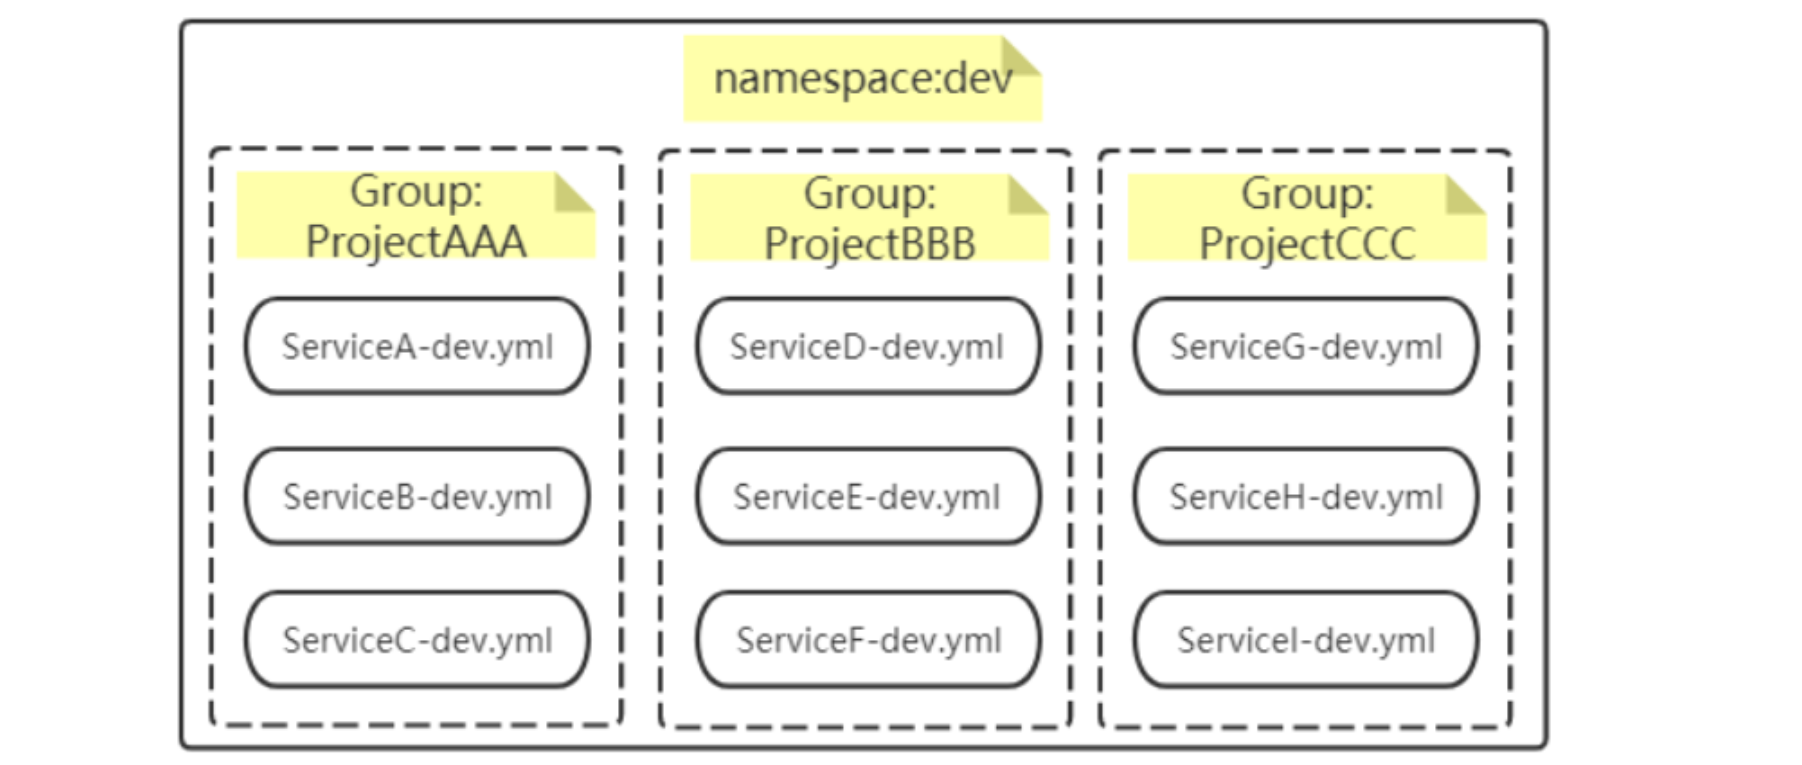 namespace:dev
Group:
ProjectAAA
ServiceA-dev.yml
ServiceB-dev.yml
ServiceC-dev.yml
Group:
ProjectBBB
ServiceD-dev.yml
ServiceE-dev.yml
ServiceF-dev.yml
Group:
ProjectCCC
ServiceG-dev.yml
ServiceH-dev.yml
ServiceI-dev.yml